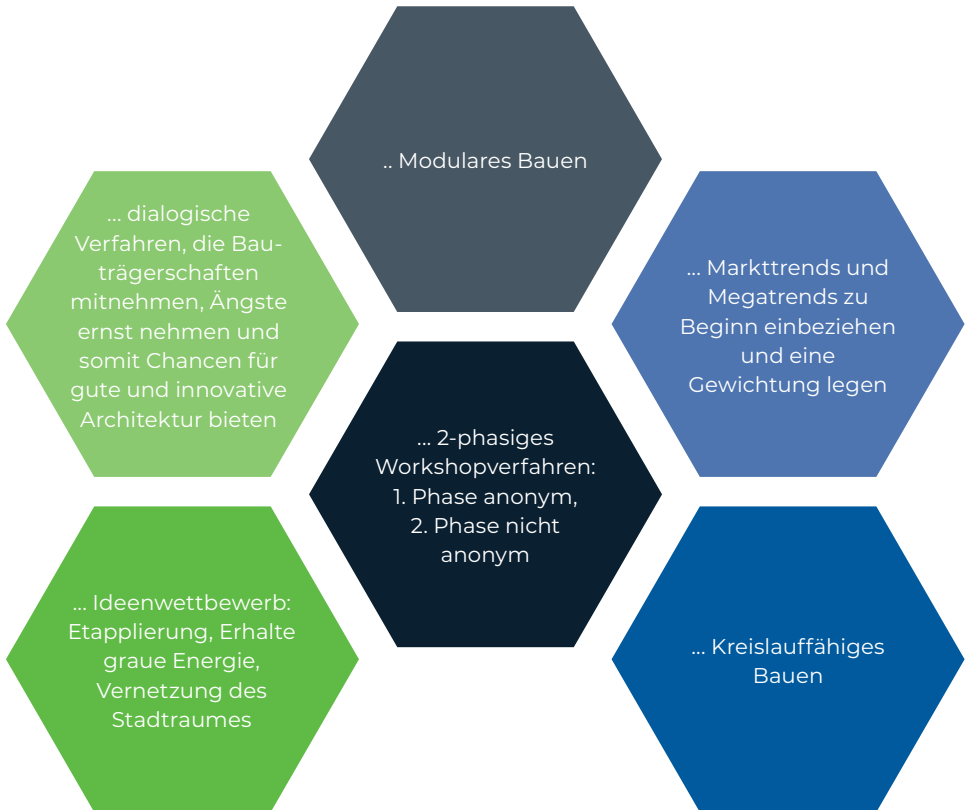 .. Modulares Bauen
... dialogische
Verfahren, die Bau-
trägerschaften
mitnehmen, Ängste
ernst nehmen und
somit Chancen für
gute und innovative
Architektur bieten
... Markttrends und
Megatrends zu
Beginn einbeziehen
und eine
Gewichtung legen
... 2-phasiges
Workshopverfahren:
1. Phase anonym,
2. Phase nicht
anonym
... Ideenwettbewerb:
Etapplierung, Erhalte
graue Energie,
Vernetzung des
Stadtraumes
... Kreislauffähiges
Bauen